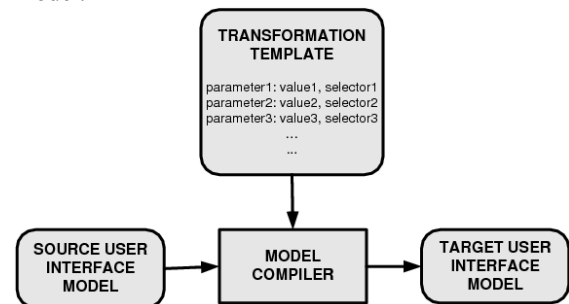 TRANSFORMATION
TEMPLATE
parameter1: value1, selector1
parameter2: value2, selector2
parameter3: value3, selector3
...
...
SOURCE USER
INTERFACE
MODEL
MODEL
COMPILER
TARGET USER
INTERFACE
MODEL